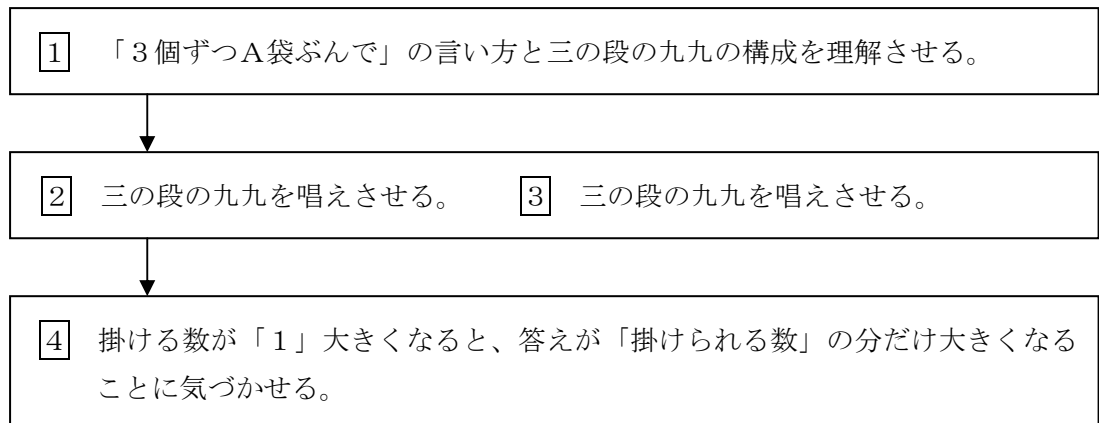 1 「３個ずつＡ袋ぶんで」の言い方と三の段の九九の構成を理解させる。
2 三の段の九九を唱えさせる。 3 三の段の九九を唱えさせる。
4 掛ける数が「１」大きくなると、答えが「掛けられる数」の分だけ大きくなる
ことに気づかせる。